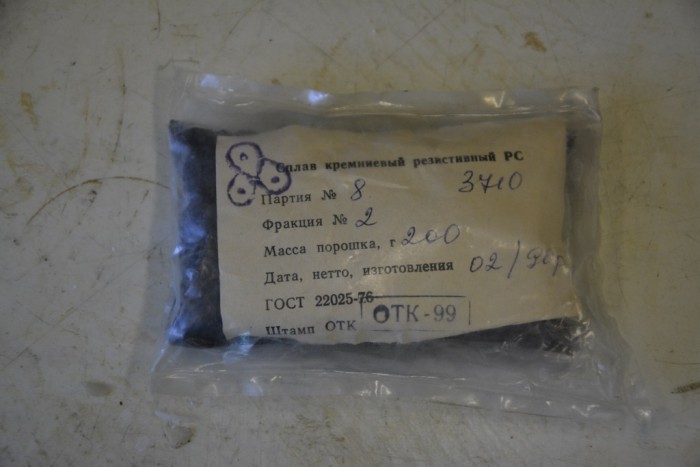 Сплав кремниевый резистивный РС
3710
Партия № 8
Фракция № 2
Масса порошка, г 200
Дата, нетто, изготовления 02/
ГОСТ 22025-76
Штамп ОТК ОТК-99